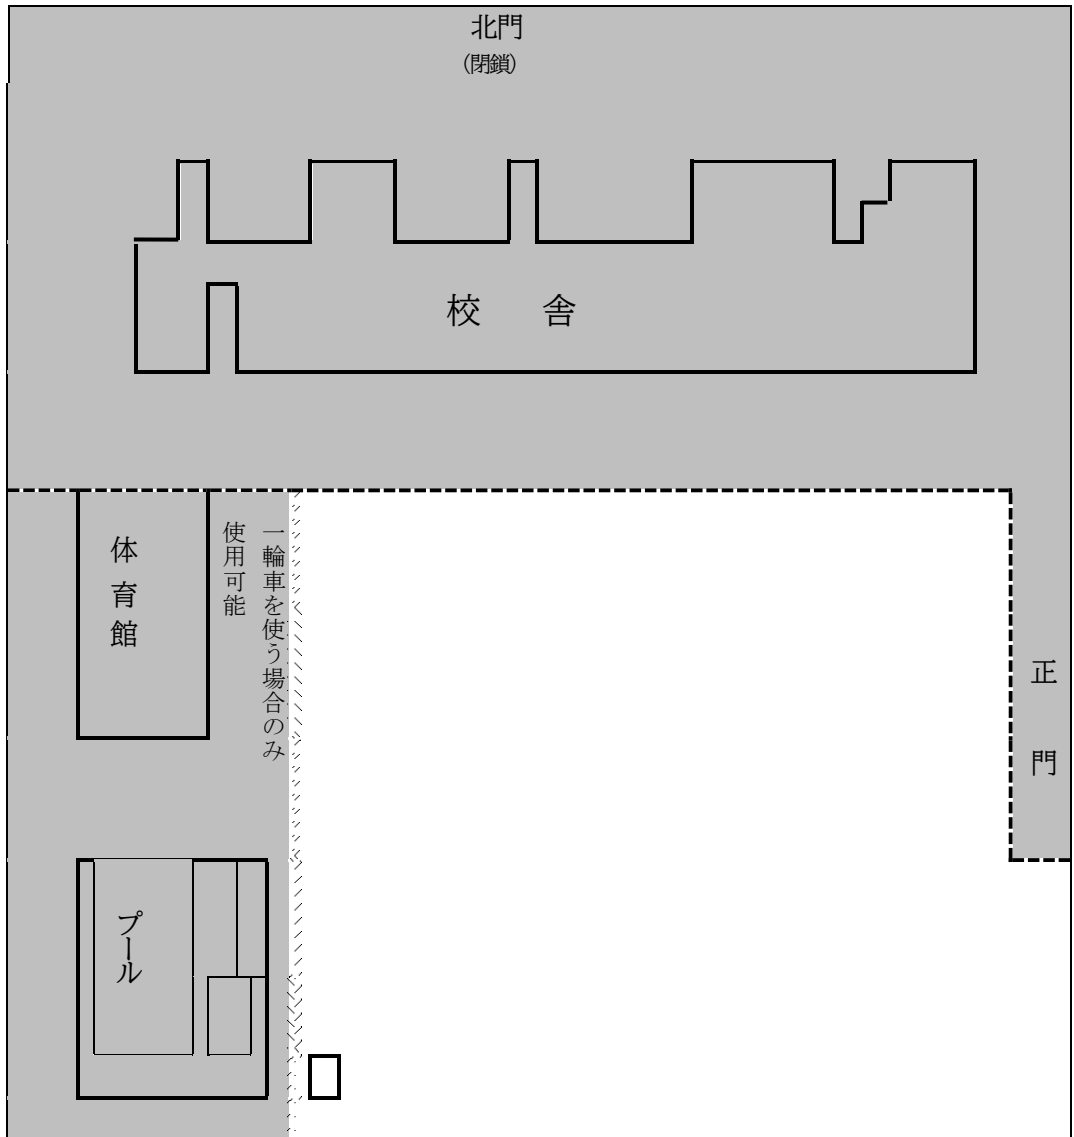 北門
（閉鎖）
校　舎
体育館
一輪車を使う場合のみ
使用可能
正門
プール